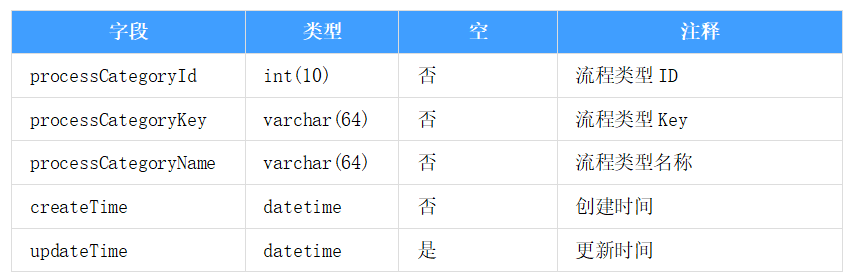 字段 类型 空 注释
processCategoryId int(10) 否 流程类型 ID
processCategoryKey varchar(64) 否 流程类型 Key
processCategoryName varchar(64) 否 流程类型名称
createTime datetime 否 创建时间
updateTime datetime 是 更新时间